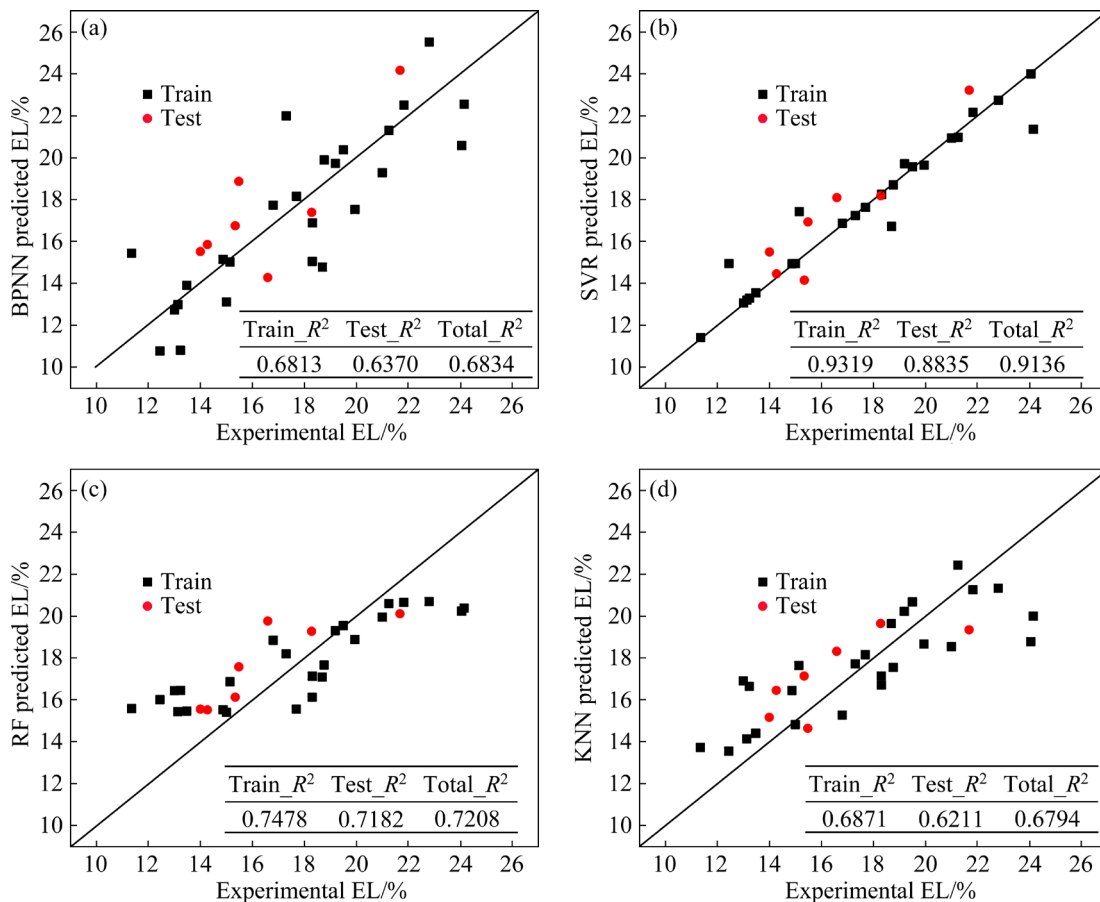 (a)
26
24
22
20
18
16
14
12
10
BPNN predicted EL/%
Train
Test
Train_R² Test_R² Total_R²
0.6813 0.6370 0.6834
10 12 14 16 18 20 22 24 26
Experimental EL/%
(b)
26
24
22
20
18
16
14
12
10
SVR predicted EL/%
Train
Test
Train_R² Test_R² Total_R²
0.9319 0.8835 0.9136
10 12 14 16 18 20 22 24 26
Experimental EL/%
(c)
26
24
22
20
18
16
14
12
10
RF predicted EL/%
Train
Test
Train_R² Test_R² Total_R²
0.7478 0.7182 0.7208
10 12 14 16 18 20 22 24 26
Experimental EL/%
(d)
26
24
22
20
18
16
14
12
10
KNN predicted EL/%
Train
Test
Train_R² Test_R² Total_R²
0.6871 0.6211 0.6794
10 12 14 16 18 20 22 24 26
Experimental EL/%